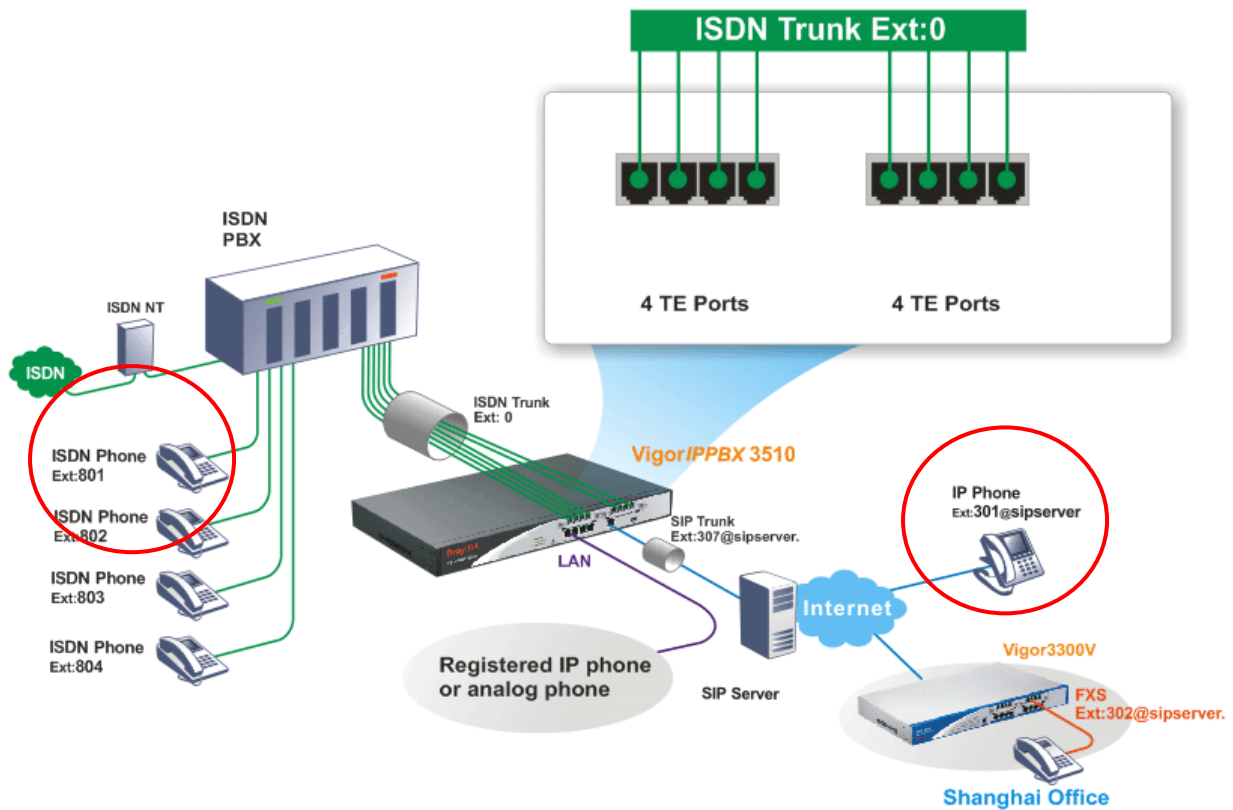 ISDN Trunk Ext:0
4 TE Ports
4 TE Ports
ISDN
PBX
ISDN NT
ISDN
ISDN Phone
Ext:801
ISDN Phone
Ext:802
ISDN Phone
Ext:803
ISDN Phone
Ext:804
ISDN Trunk
Ext: 0
VigorIPPBX 3510
SIP Trunk
Ext:307@sipserver.
LAN
Registered IP phone
or analog phone
SIP Server
Internet
IP Phone
Ext:301@sipserver
Vigor3300V
FXS
Ext:302@sipserver.
Shanghai Office